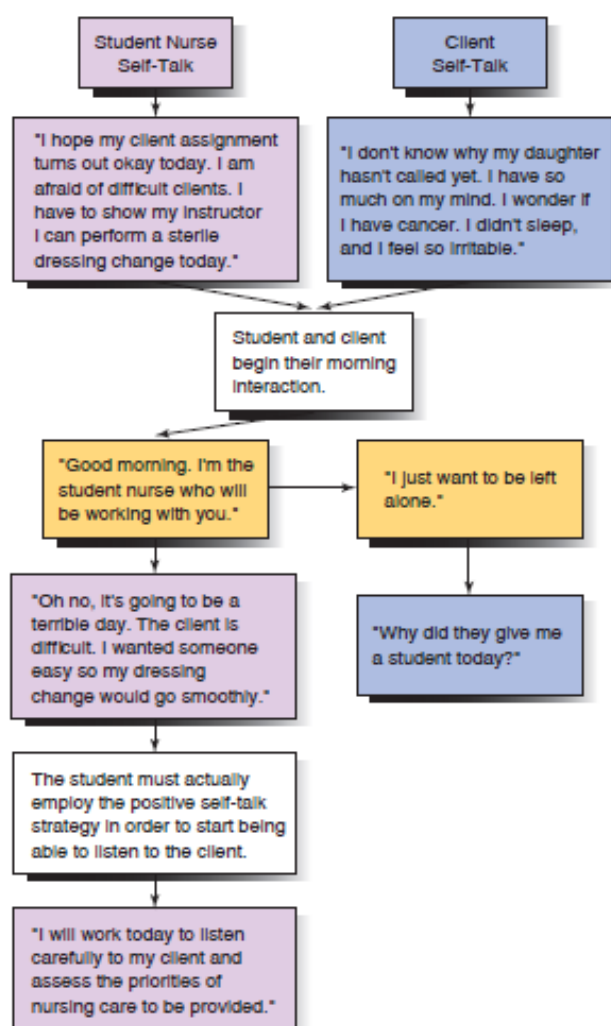 Student Nurse
Self-Talk
Client
Self-Talk
"I hope my client assignment
turns out okay today. I am
afraid of difficult clients. I
have to show my instructor
I can perform a sterile
dressing change today."
"I don't know why my daughter
hasn't called yet. I have so
much on my mind. I wonder if
I have cancer. I didn't sleep,
and I feel so irritable."
Student and client
begin their morning
interaction.
"Good morning. I'm the
student nurse who will
be working with you."
"I just want to be left
alone."
"Oh no, it's going to be a
terrible day. The client is
difficult. I wanted someone
easy so my dressing
change would go smoothly."
"Why did they give me
a student today?"
The student must actually
employ the positive self-talk
strategy in order to start being
able to listen to the client.
"I will work today to listen
carefully to my client and
assess the priorities of
nursing care to be provided."